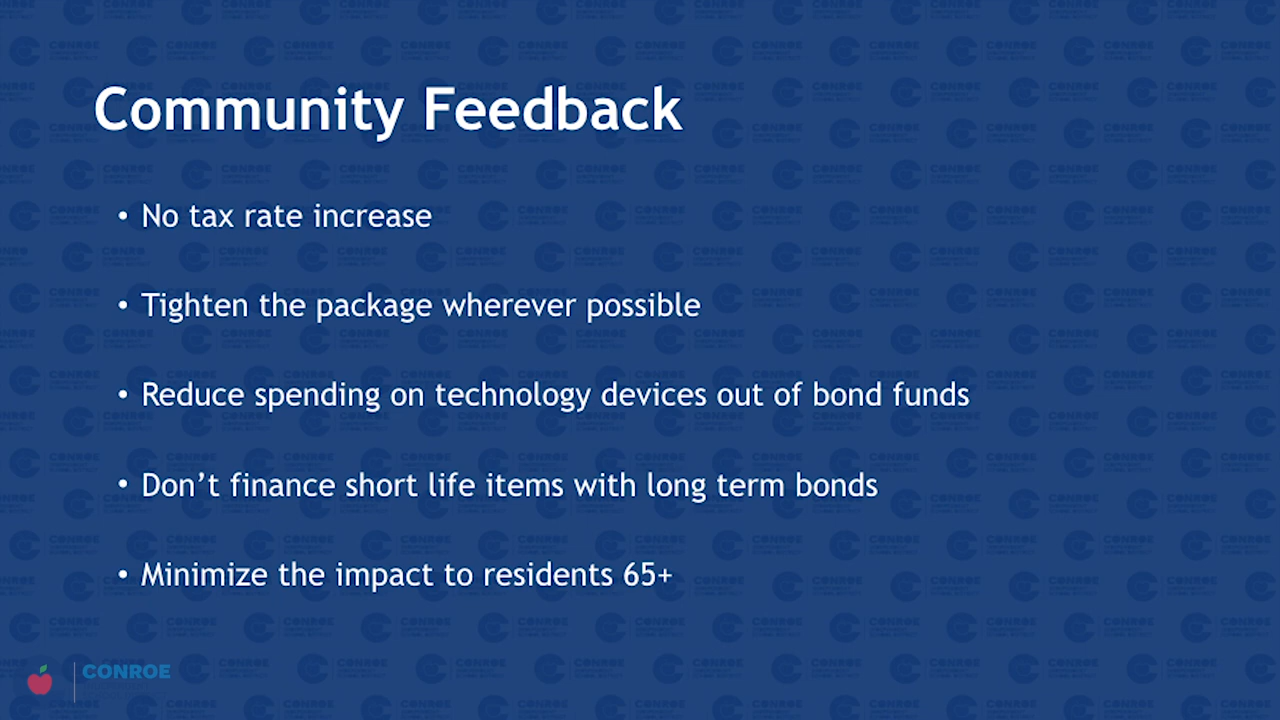 Community Feedback
• No tax rate increase
• Tighten the package wherever possible
• Reduce spending on technology devices out of bond funds
• Don’t finance short life items with long term bonds
• Minimize the impact to residents 65+
CONROE